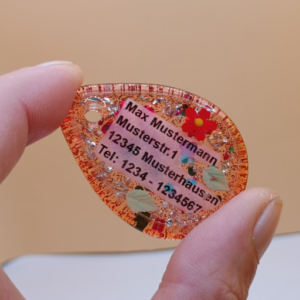 Max Mustermann
Musterstr.1
12345 Musterhausen
Tel: 1234 - 1234567